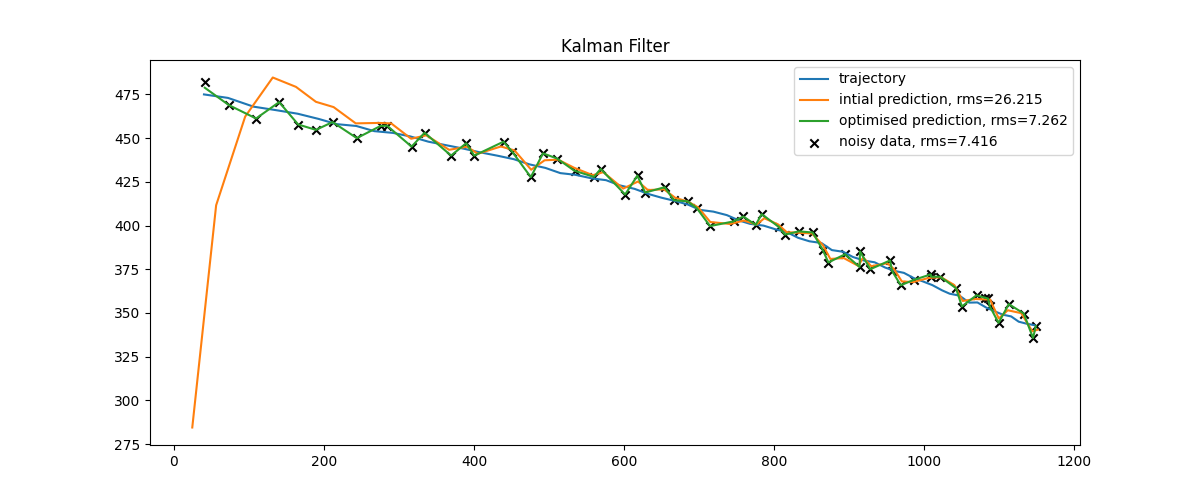 Kalman Filter
trajectory
intial prediction, rms=26.215
optimised prediction, rms=7.262
noisy data, rms=7.416
475
450
425
400
375
350
325
300
275
0 200 400 600 800 1000 1200